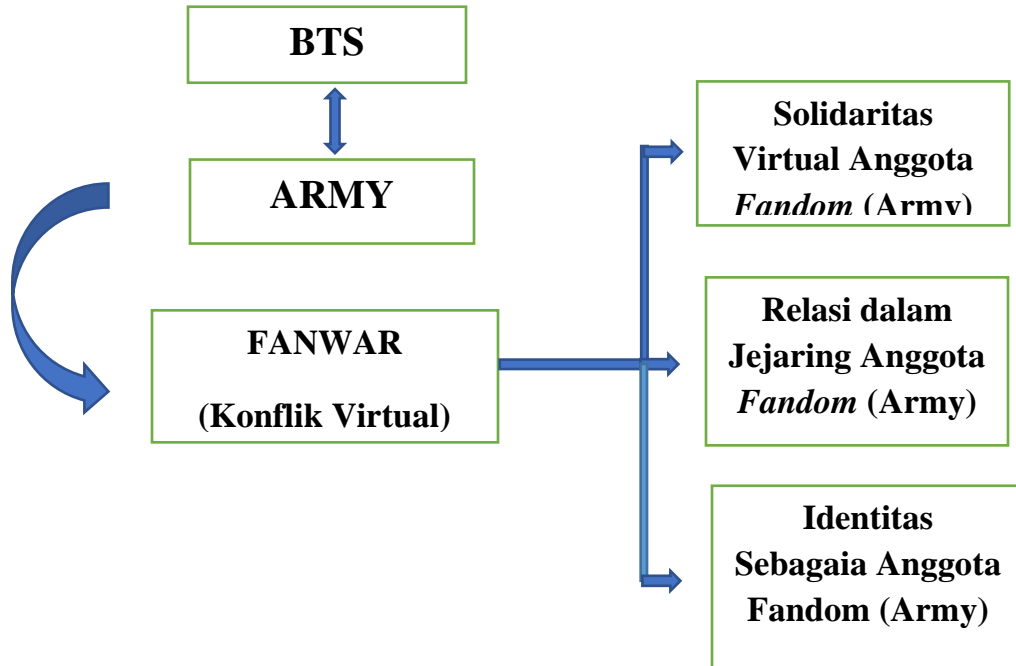 BTS
ARMY
FANWAR
(Konflik Virtual)
Solidaritas
Virtual Anggota
Fandom (Army)
Relasi dalam
Jejaring Anggota
Fandom (Army)
Identitas
Sebagaia Anggota
Fandom (Army)